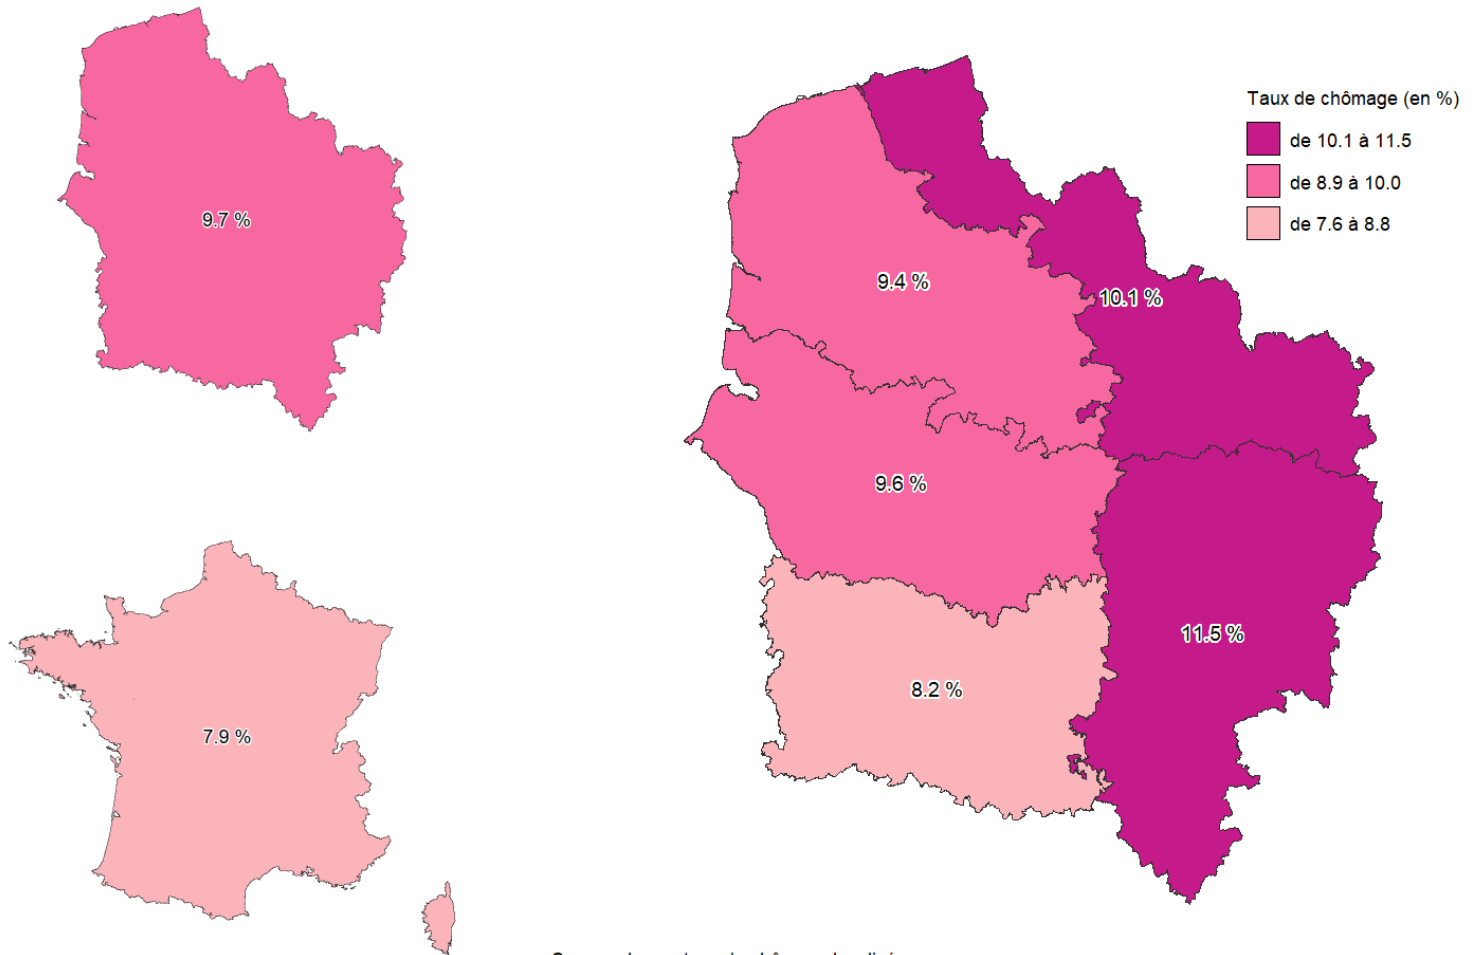 9.7 %
7.9 %
Taux de chômage (en %)
de 10.1 à 11.5
de 8.9 à 10.0
de 7.6 à 8.8
9.4 %
10.1 %
9.6 %
11.5 %
8.2 %